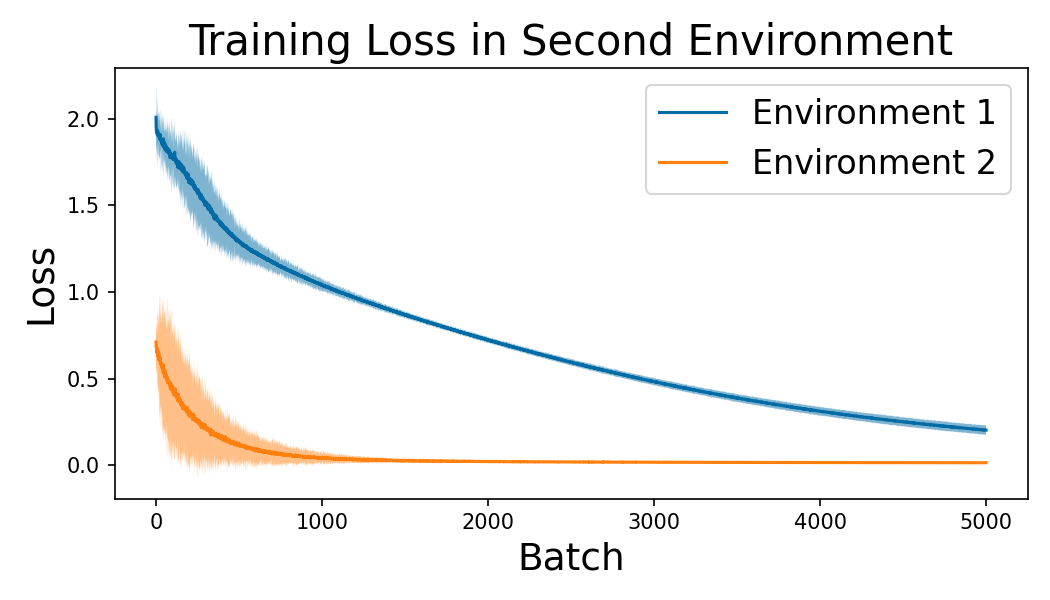 Training Loss in Second Environment
Environment 1
Environment 2
Loss
2.0
1.5
1.0
0.5
0.0
0
1000
2000
3000
4000
5000
Batch